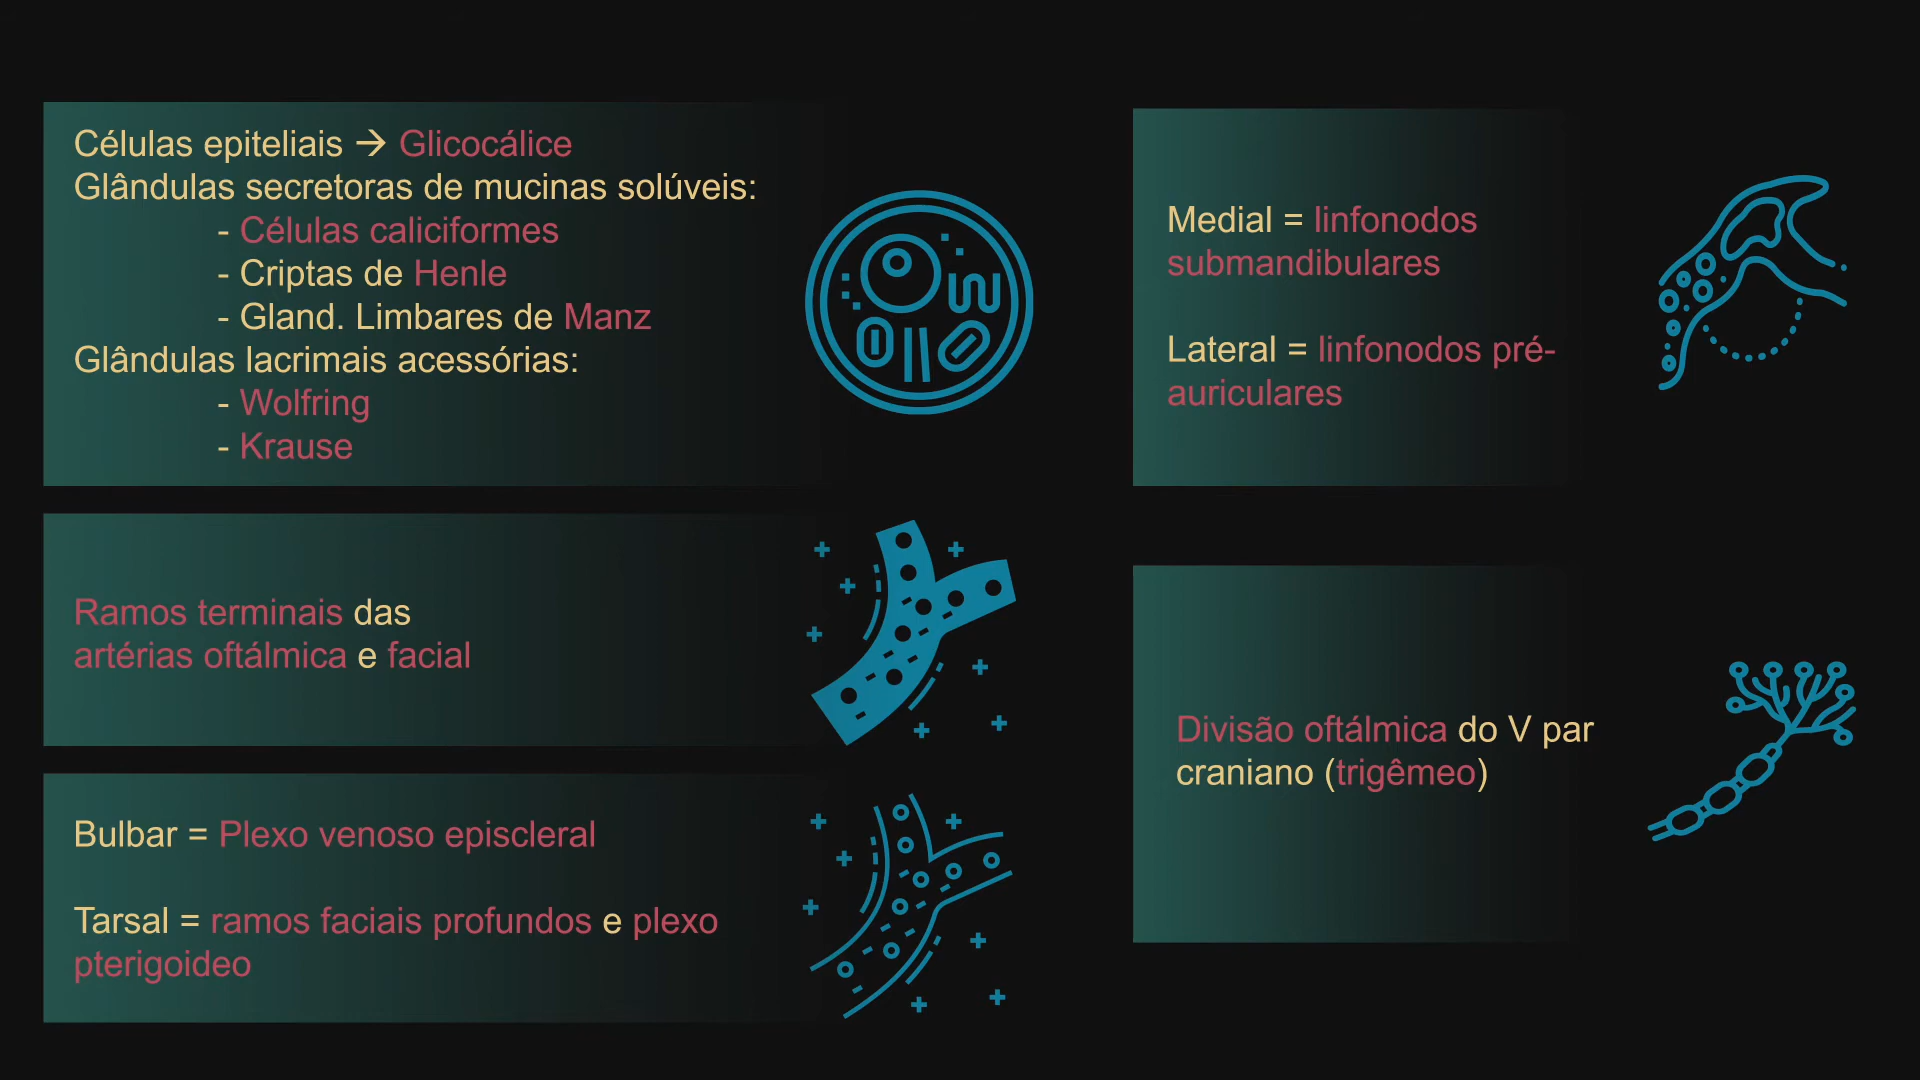 Células epiteliais → Glicocálice
Glândulas secretoras de mucinas solúveis:
- Células caliciformes
- Criptas de Henle
- Gland. Limbares de Manz
Glândulas lacrimais acessórias:
- Wolfring
- Krause
Ramos terminais das
artérias oftálmica e facial
Bulbar = Plexo venoso episcleral
Tarsal = ramos faciais profundos e plexo
pterigoideo
Medial = linfonodos
submandibulares
Lateral = linfonodos pré-
auriculares
Divisão oftálmica do V par
craniano (trigêmeo)